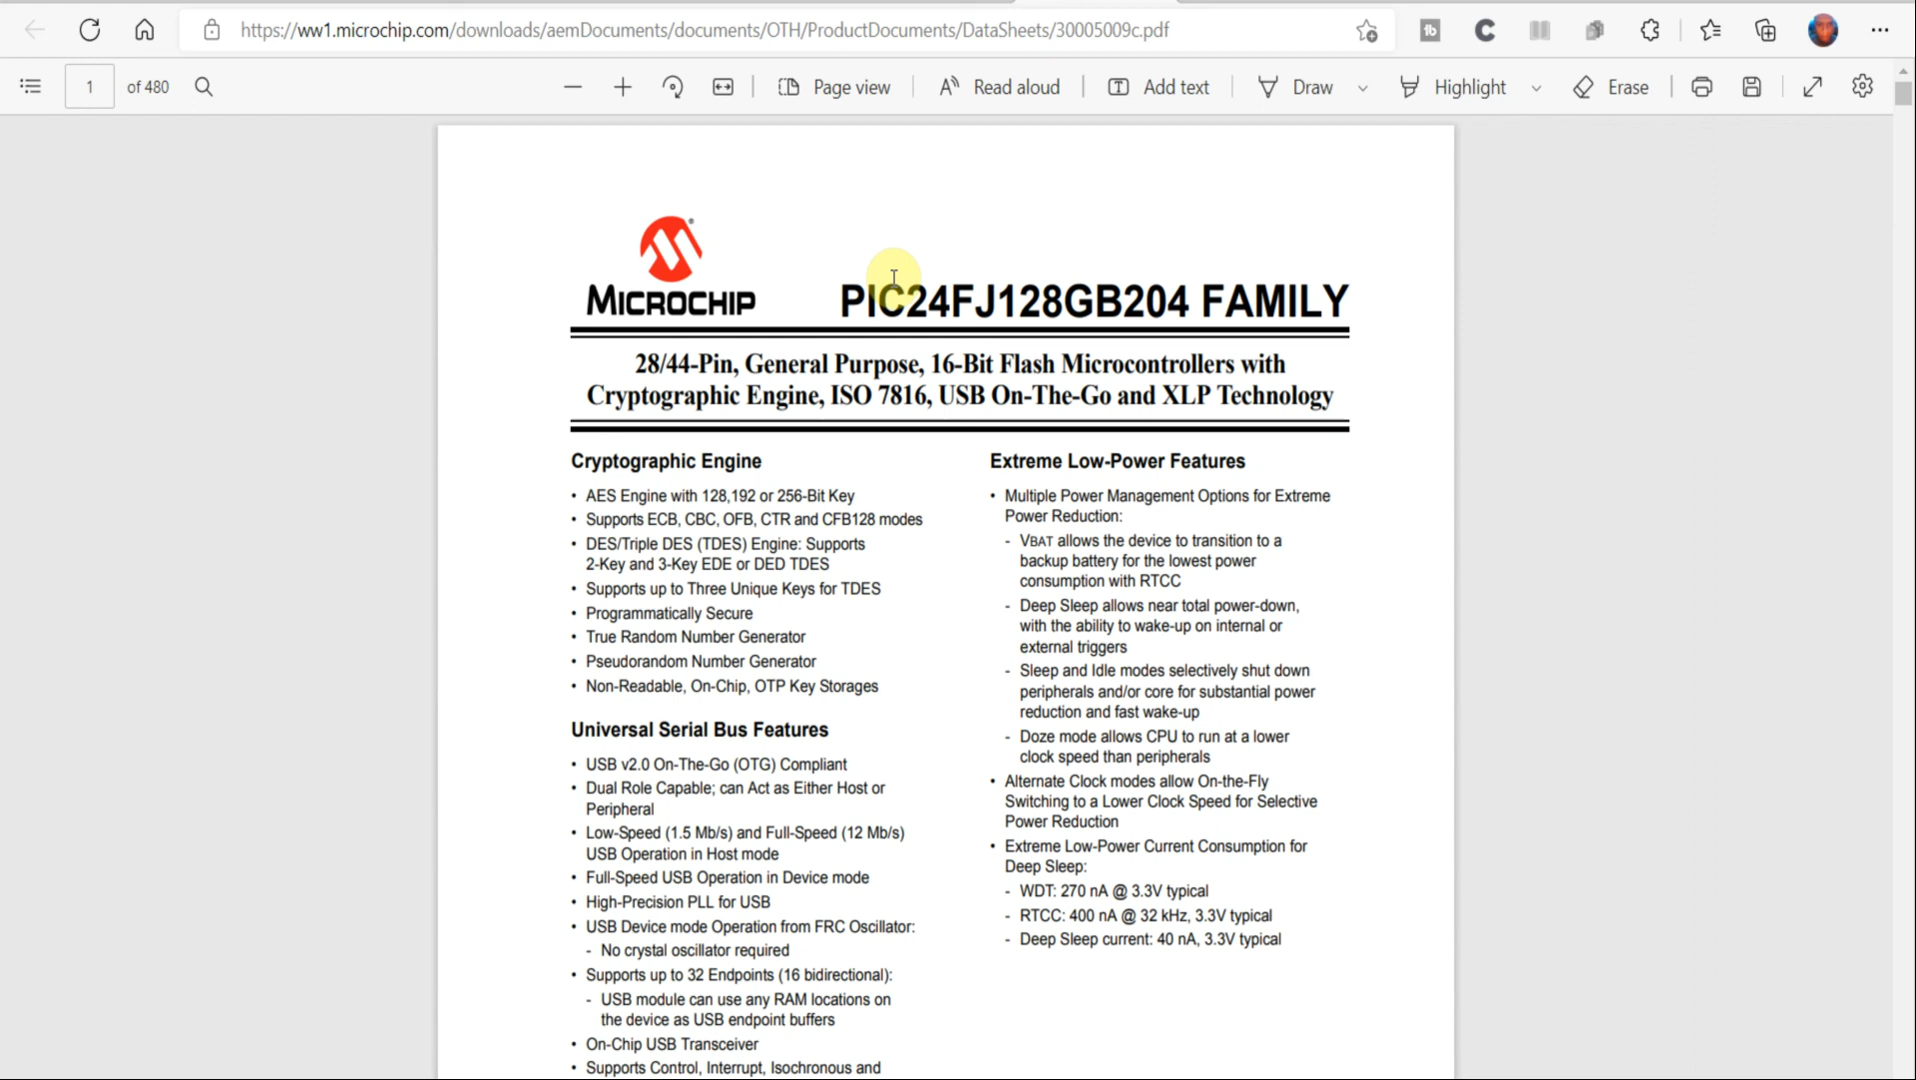 https://ww1.microchip.com/downloads/aemDocuments/documents/OTH/ProductDocuments/DataSheets/30005009c.pdf
1 of 480
Page view
Read aloud
Add text
Draw
Highlight
Erase
MICROCHIP
PIC24FJ128GB204 FAMILY
28/44-Pin, General Purpose, 16-Bit Flash Microcontrollers with
Cryptographic Engine, ISO 7816, USB On-The-Go and XLP Technology
Cryptographic Engine
• AES Engine with 128,192 or 256-Bit Key
• Supports ECB, CBC, OFB, CTR and CFB128 modes
• DES/Triple DES (TDES) Engine: Supports
2-Key and 3-Key EDE or DED TDES
• Supports up to Three Unique Keys for TDES
• Programmatically Secure
• True Random Number Generator
• Pseudorandom Number Generator
• Non-Readable, On-Chip, OTP Key Storages
Universal Serial Bus Features
• USB v2.0 On-The-Go (OTG) Compliant
• Dual Role Capable; can Act as Either Host or
Peripheral
• Low-Speed (1.5 Mb/s) and Full-Speed (12 Mb/s)
USB Operation in Host mode
• Full-Speed USB Operation in Device mode
• High-Precision PLL for USB
• USB Device mode Operation from FRC Oscillator:
- No crystal oscillator required
• Supports up to 32 Endpoints (16 bidirectional):
- USB module can use any RAM locations on
the device as USB endpoint buffers
• On-Chip USB Transceiver
• Supports Control, Interrupt, Isochronous and
Extreme Low-Power Features
• Multiple Power Management Options for Extreme
Power Reduction:
- VBAT allows the device to transition to a
backup battery for the lowest power
consumption with RTCC
- Deep Sleep allows near total power-down,
with the ability to wake-up on internal or
external triggers
- Sleep and Idle modes selectively shut down
peripherals and/or core for substantial power
reduction and fast wake-up
- Doze mode allows CPU to run at a lower
clock speed than peripherals
• Alternate Clock modes allow On-the-Fly
Switching to a Lower Clock Speed for Selective
Power Reduction
• Extreme Low-Power Current Consumption for
Deep Sleep:
- WDT: 270 nA @ 3.3V typical
- RTCC: 400 nA @ 32 kHz, 3.3V typical
- Deep Sleep current: 40 nA, 3.3V typical